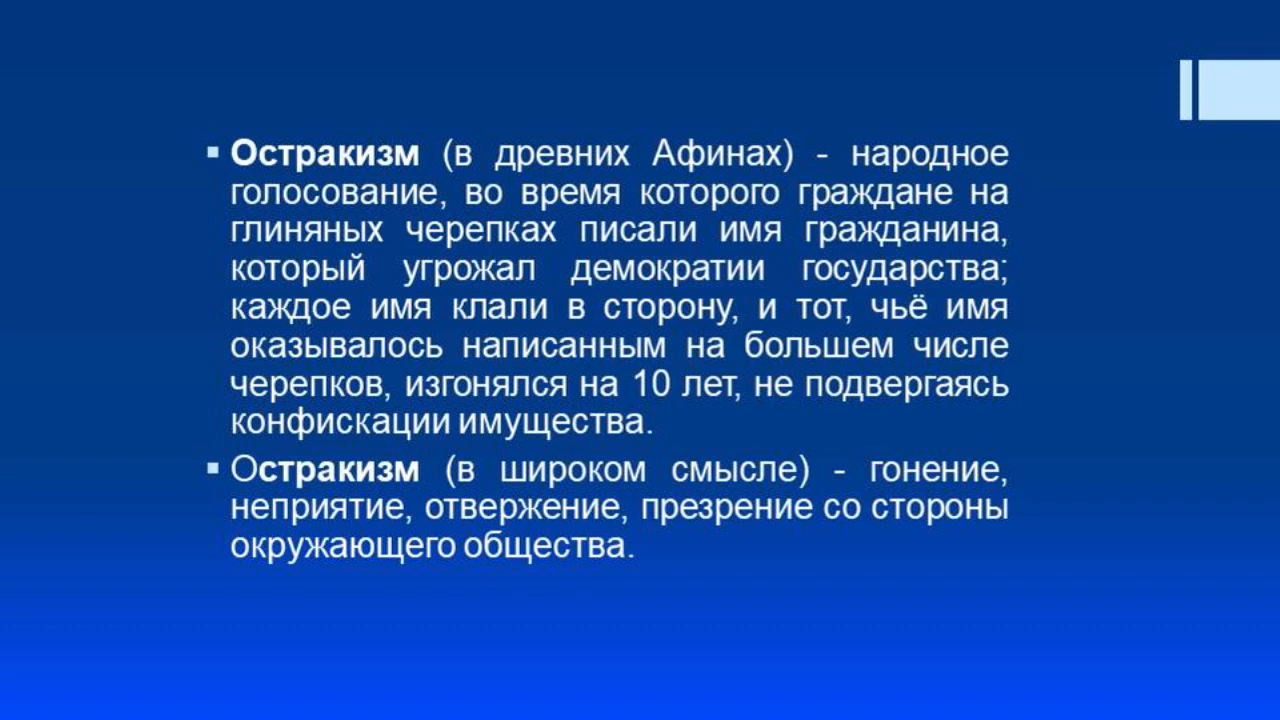 Остракизм (в древних Афинах) - народное
голосование, во время которого граждане на
глиняных черепках писали имя гражданина,
который угрожал демократии государства;
каждое имя клали в сторону, и тот, чьё имя
оказывалось написанным на большем числе
черепков, изгонялся на 10 лет, не подвергаясь
конфискации имущества.
Остракизм (в широком смысле) - гонение,
неприятие, отвержение, презрение со стороны
окружающего общества.